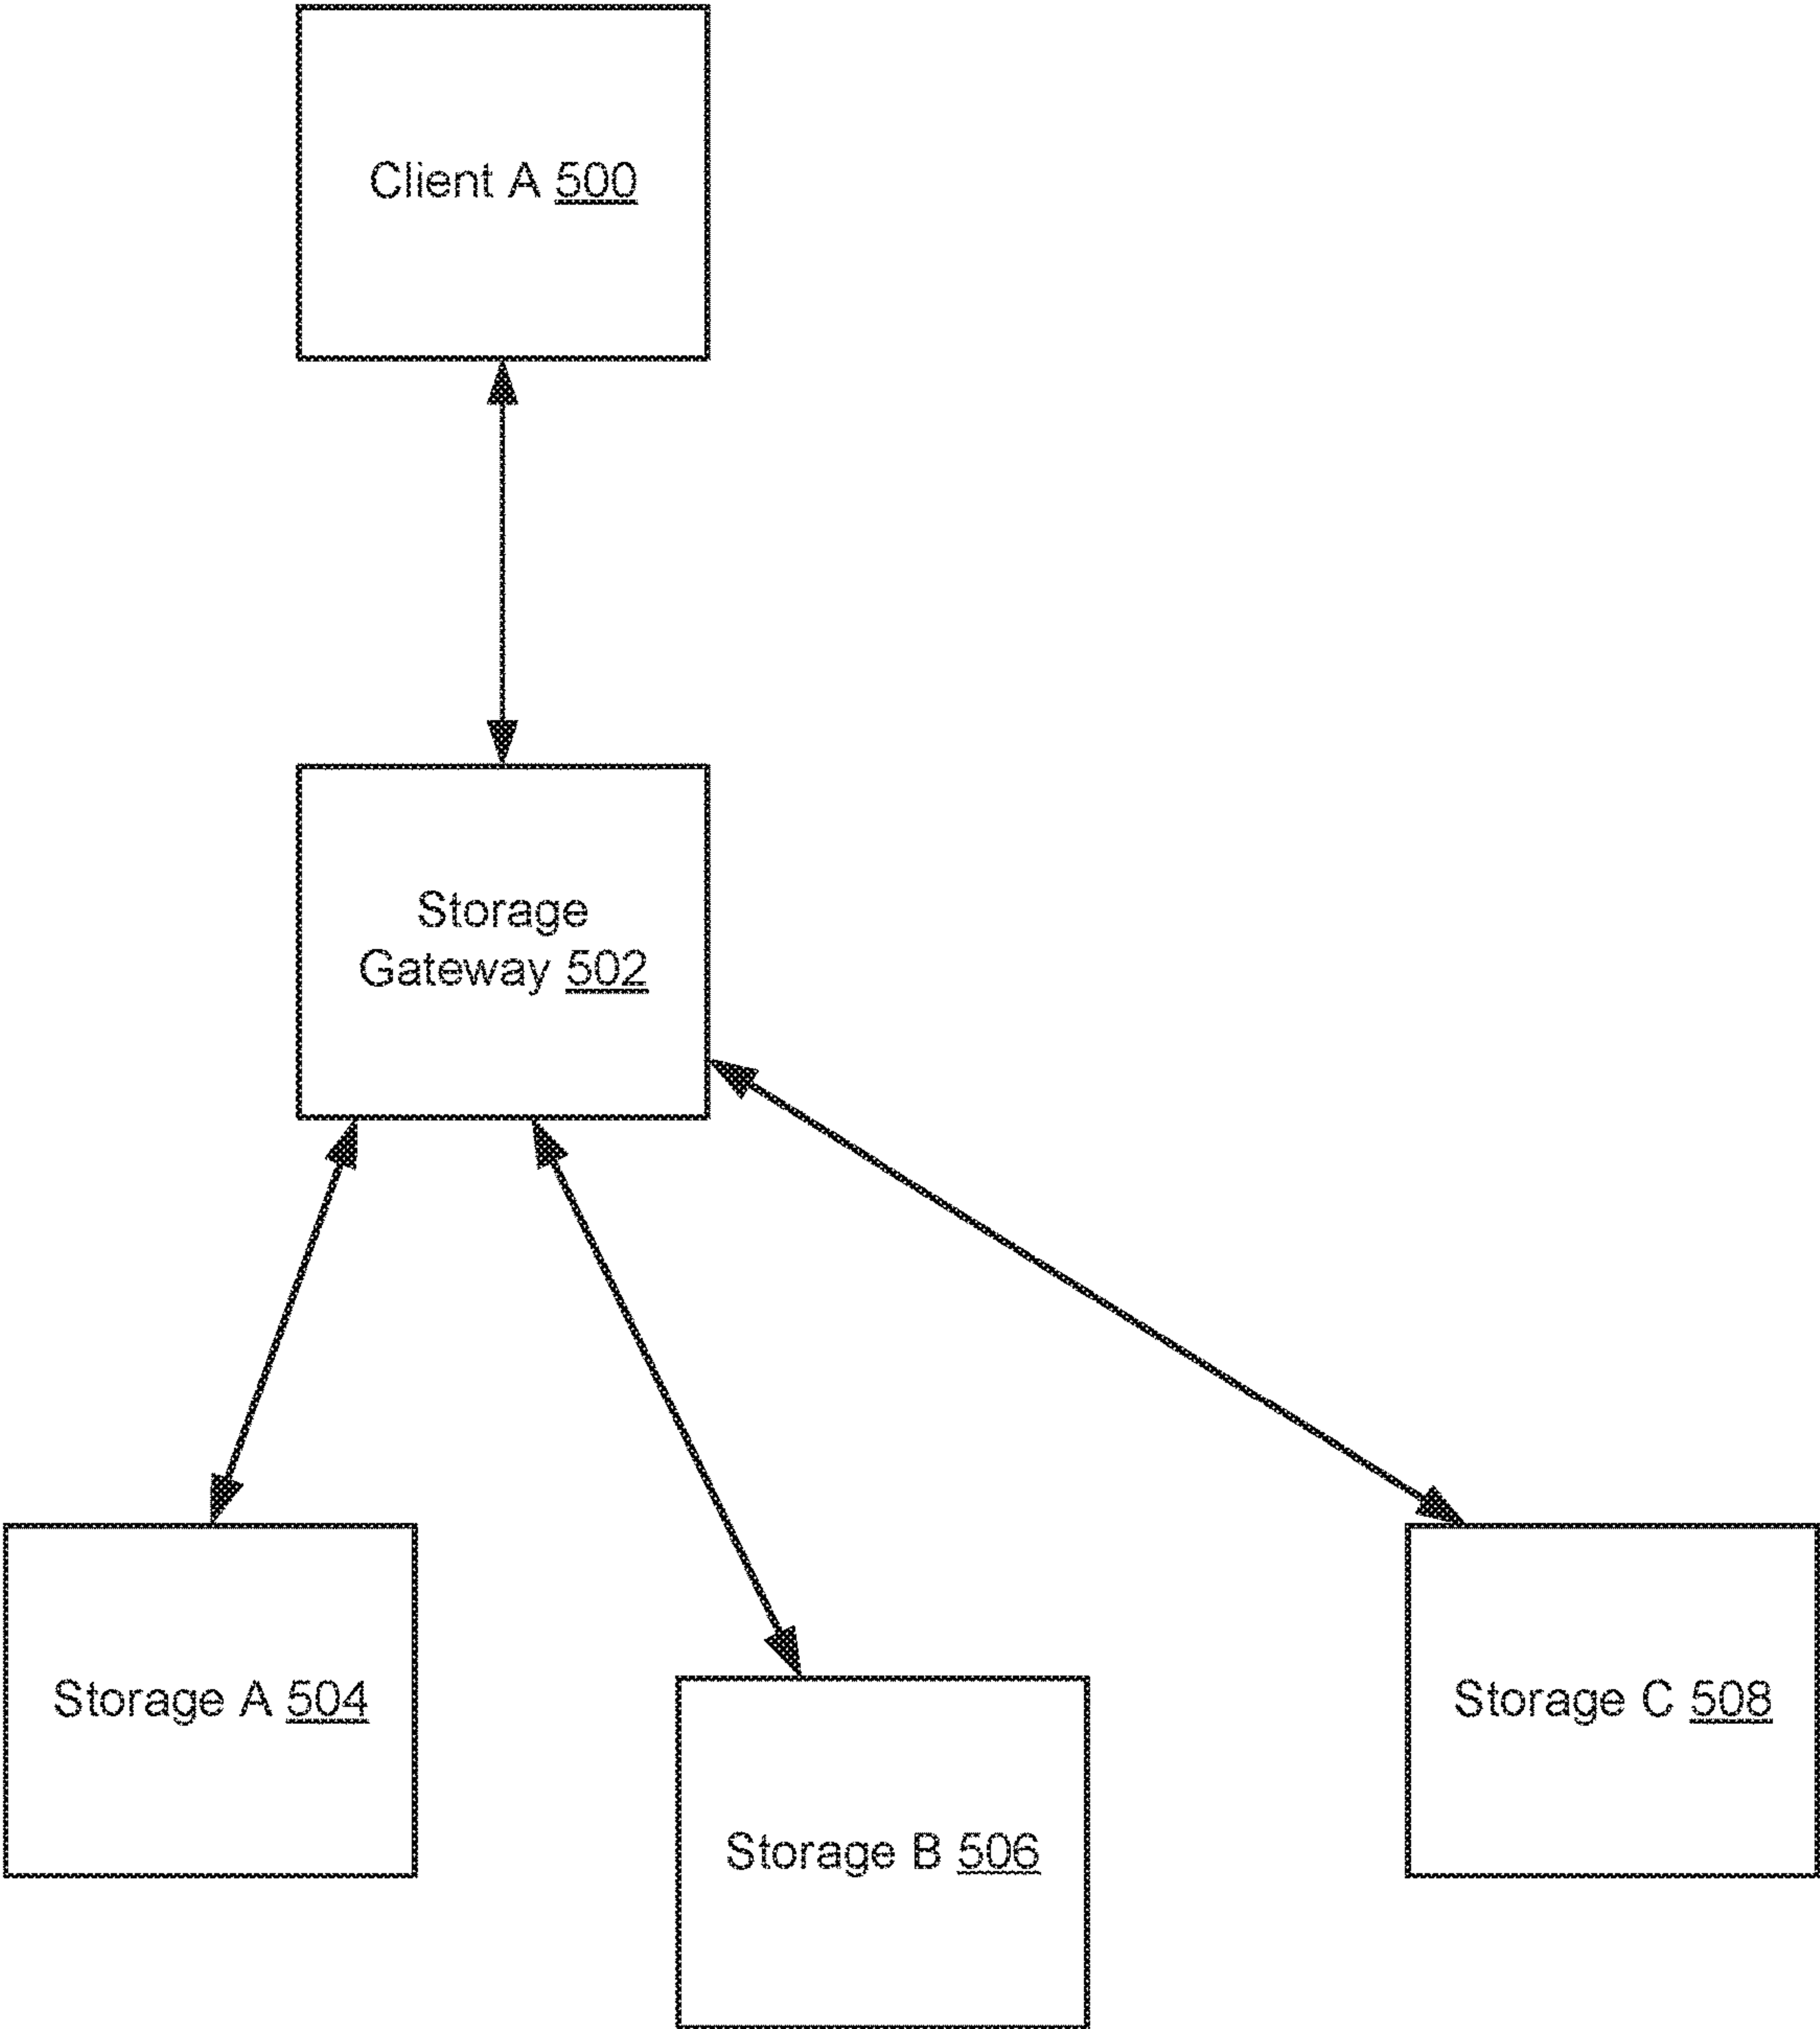 Client A 500
Storage
Gateway 502
Storage A 504
Storage B 506
Storage C 508